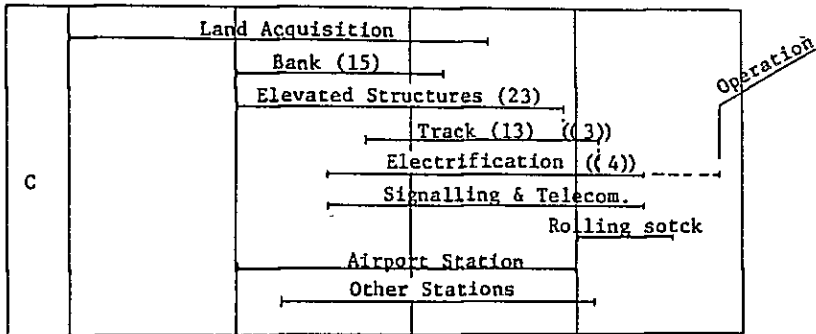 Land Acquisition
Operation
Bank (15)
Elevated Structures (23)
Track (13) ((3))
Electrification ((4))
C
Signalling & Telecom.
Rolling sotck
Airport Station
Other Stations